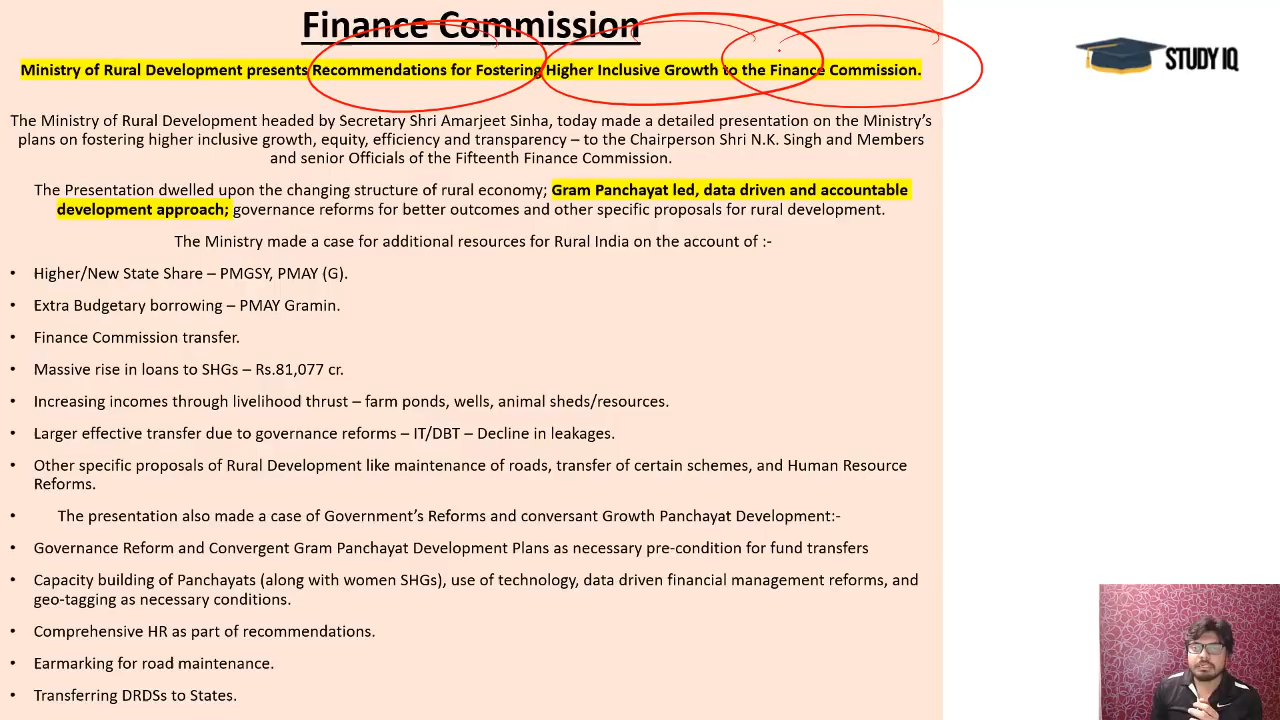 Finance Commission
Ministry of Rural Development presents Recommendations for Fostering Higher Inclusive Growth to the Finance Commission.
STUDY IQ
The Ministry of Rural Development headed by Secretary Shri Amarjeet Sinha, today made a detailed presentation on the Ministry's
plans on fostering higher inclusive growth, equity, efficiency and transparency – to the Chairperson Shri N.K. Singh and Members
and senior Officials of the Fifteenth Finance Commission.
The Presentation dwelled upon the changing structure of rural economy; Gram Panchayat led, data driven and accountable
development approach; governance reforms for better outcomes and other specific proposals for rural development.
The Ministry made a case for additional resources for Rural India on the account of :-
• Higher/New State Share – PMGSY, PMAY (G).
• Extra Budgetary borrowing – PMAY Gramin.
• Finance Commission transfer.
• Massive rise in loans to SHGs – Rs.81,077 cr.
• Increasing incomes through livelihood thrust – farm ponds, wells, animal sheds/resources.
• Larger effective transfer due to governance reforms – IT/DBT – Decline in leakages.
• Other specific proposals of Rural Development like maintenance of roads, transfer of certain schemes, and Human Resource
Reforms.
• The presentation also made a case of Government's Reforms and conversant Growth Panchayat Development:-
• Governance Reform and Convergent Gram Panchayat Development Plans as necessary pre-condition for fund transfers
• Capacity building of Panchayats (along with women SHGs), use of technology, data driven financial management reforms, and
geo-tagging as necessary conditions.
• Comprehensive HR as part of recommendations.
• Earmarking for road maintenance.
• Transferring DRDSs to States.